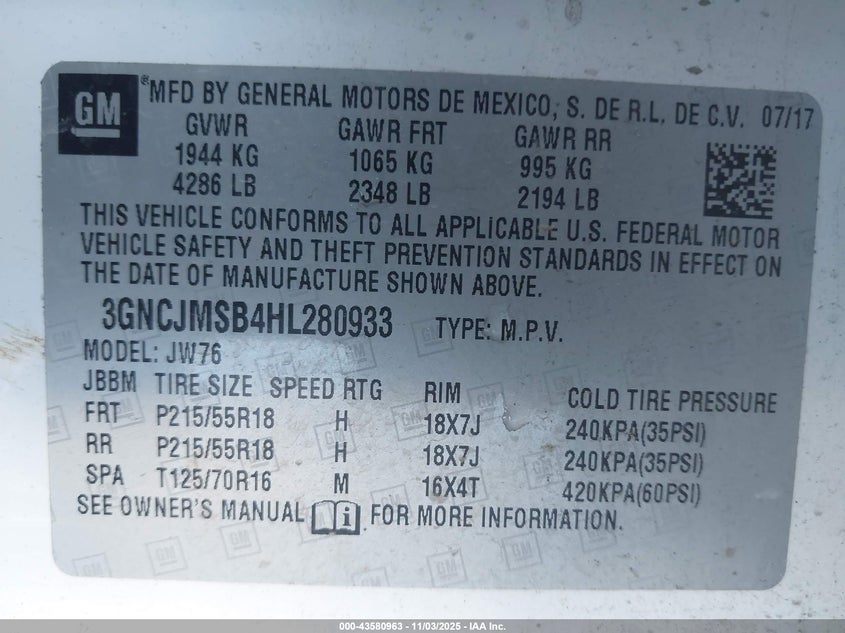 GM ® MFD BY GENERAL MOTORS DE MEXICO, S. DE R.L. DE C.V. 07/17
GVWR GAWR FRT GAWR RR
1944 KG 1065 KG 995 KG
4286 LB 2348 LB 2194 LB
THIS VEHICLE CONFORMS TO ALL APPLICABLE U.S. FEDERAL MOTOR
VEHICLE SAFETY AND THEFT PREVENTION STANDARDS IN EFFECT ON
THE DATE OF MANUFACTURE SHOWN ABOVE.
3GNCJMSB4HL280933 TYPE: M.P.V.
MODEL: JW76
JBBM TIRE SIZE SPEED RTG RIM COLD TIRE PRESSURE
FRT P215/55R18 H 18X7J 240KPA(35PSI)
RR P215/55R18 H 18X7J 240KPA(35PSI)
SPA T125/70R16 M 16X4T 420KPA(60PSI)
SEE OWNER'S MANUAL i FOR MORE INFORMATION.
000-43580963 - 11/03/2025 - IAA Inc.